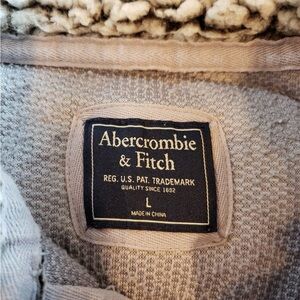 Abercrombie
& Fitch
REG. U.S. PAT. TRADEMARK
QUALITY SINCE 1892
L
MADE IN CHINA